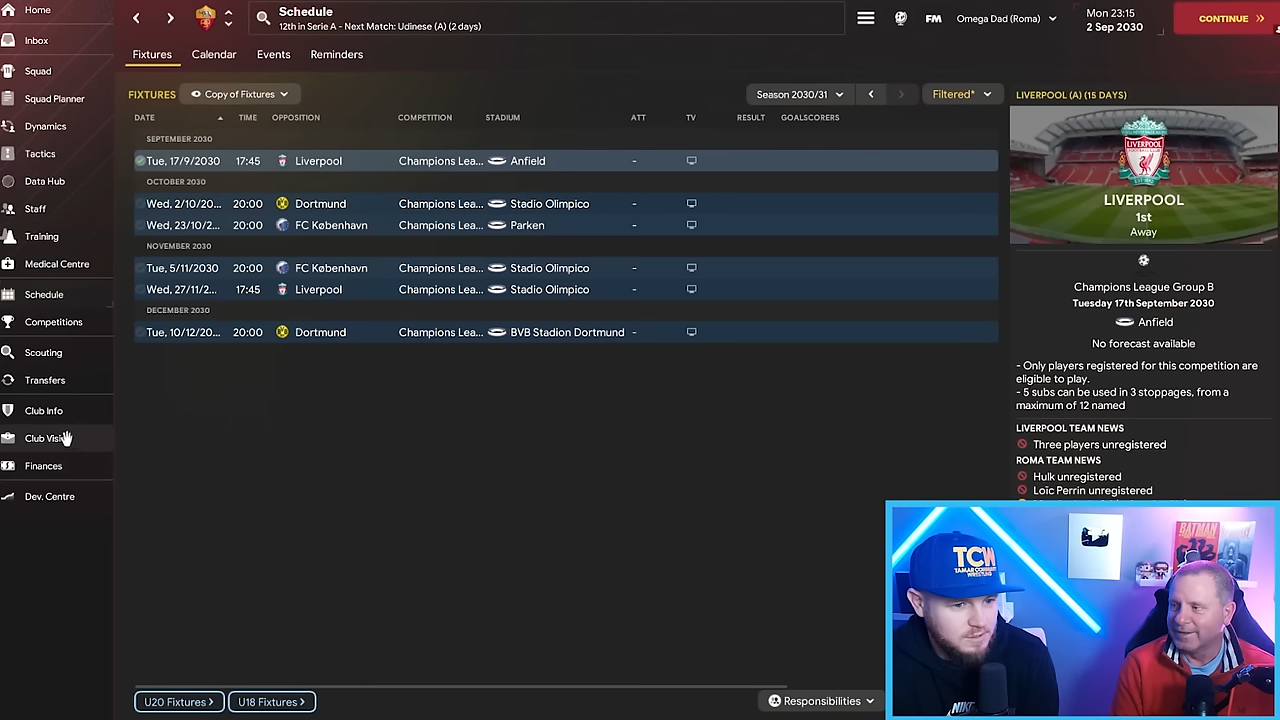 Home
Inbox
Squad
Squad Planner
Dynamics
Tactics
Data Hub
Staff
Training
Medical Centre
Schedule
Competitions
Scouting
Transfers
Club Info
Club Visi
Finances
Dev. Centre
Schedule
12th in Serie A - Next Match: Udinese (A) (2 days)
FM
Omega Dad (Roma)
Mon 23:15
2 Sep 2030
CONTINUE
Fixtures Calendar Events Reminders
FIXTURES Copy of Fixtures
Season 2030/31
Filtered*
DATE TIME OPPOSITION COMPETITION STADIUM ATT TV RESULT GOALSCORERS
SEPTEMBER 2030
Tue, 17/9/2030 17:45 Liverpool Champions Lea... Anfield -
OCTOBER 2030
Wed, 2/10/20... 20:00 Dortmund Champions Lea... Stadio Olimpico -
Wed, 23/10/2... 20:00 FC København Champions Lea... Parken -
NOVEMBER 2030
Tue, 5/11/2030 20:00 FC København Champions Lea... Stadio Olimpico -
Wed, 27/11/2... 17:45 Liverpool Champions Lea... Stadio Olimpico -
DECEMBER 2030
Tue, 10/12/20... 20:00 Dortmund Champions Lea... BVB Stadion Dortmund -
LIVERPOOL (A) (15 DAYS)
LIVERPOOL
1st
Away
Champions League Group B
Tuesday 17th September 2030
Anfield
No forecast available
- Only players registered for this competition are
eligible to play.
- 5 subs can be used in 3 stoppages, from a
maximum of 12 named
LIVERPOOL TEAM NEWS
Three players unregistered
ROMA TEAM NEWS
Hulk unregistered
Loïc Perrin unregistered
U20 Fixtures
U18 Fixtures
Responsibilities
TCW
TAMAR COMMUNITY
WRESTLING
BATMAN
NIKE